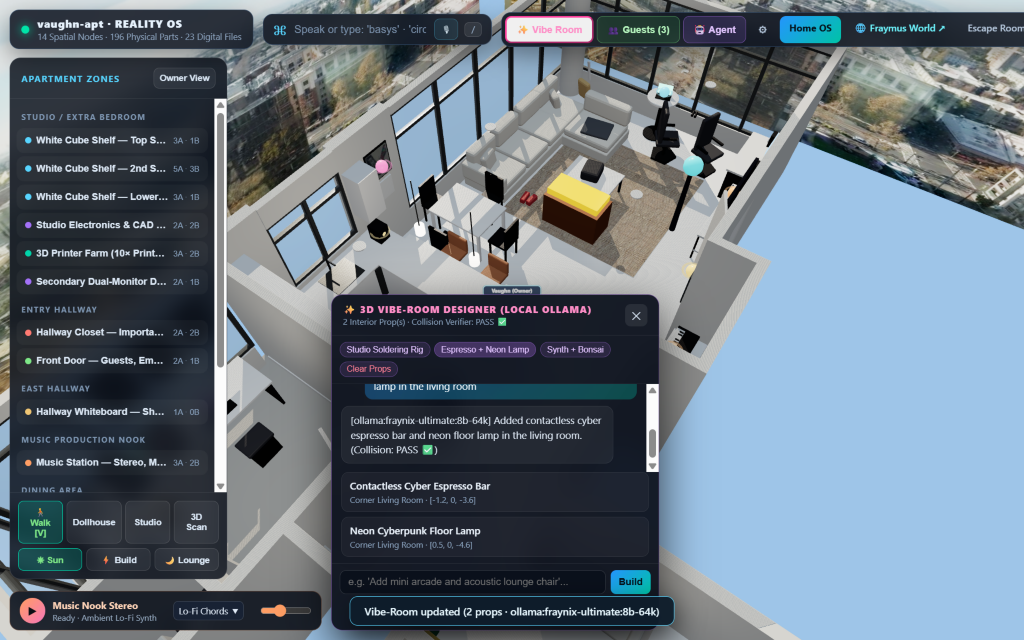 vaughn-apt · REALITY OS
14 Spatial Nodes · 196 Physical Parts · 23 Digital Files
⌘ Speak or type: 'basys' · 'circ
/
✨ Vibe Room
Guests (3)
Agent
Home OS
Fraymus World ↗
Escape Room
APARTMENT ZONES
Owner View
STUDIO / EXTRA BEDROOM
White Cube Shelf — Top S... 3A · 1B
White Cube Shelf — 2nd S... 5A · 3B
White Cube Shelf — Lower... 3A · 1B
Studio Electronics & CAD ... 2A · 2B
3D Printer Farm (10× Print... 3A · 2B
Secondary Dual-Monitor D... 2A · 1B
ENTRY HALLWAY
Hallway Closet — Importa... 2A · 2B
Front Door — Guests, Em... 2A · 1B
EAST HALLWAY
Hallway Whiteboard — Sh... 1A · 0B
MUSIC PRODUCTION NOOK
Music Station — Stereo, M... 3A · 2B
DINING AREA
Walk [V]
Dollhouse
Studio
3D Scan
Sun
Build
Lounge
Music Nook Stereo
Ready · Ambient Lo-Fi Synth
Lo-Fi Chords ▼
Vaughn (Owner)
✨ 3D VIBE-ROOM DESIGNER (LOCAL OLLAMA)
2 Interior Prop(s) · Collision Verifier: PASS ✅
Studio Soldering Rig
Espresso + Neon Lamp
Synth + Bonsai
Clear Props
lamp in the living room
[ollama:fraynix-ultimate:8b-64k] Added contactless cyber
espresso bar and neon floor lamp in the living room.
(Collision: PASS ✅)
Contactless Cyber Espresso Bar
Corner Living Room · [-1.2, 0, -3.6]
Neon Cyberpunk Floor Lamp
Corner Living Room · [0.5, 0, -4.6]
e.g. 'Add mini arcade and acoustic lounge chair'...
Build
Vibe-Room updated (2 props · ollama:fraynix-ultimate:8b-64k)